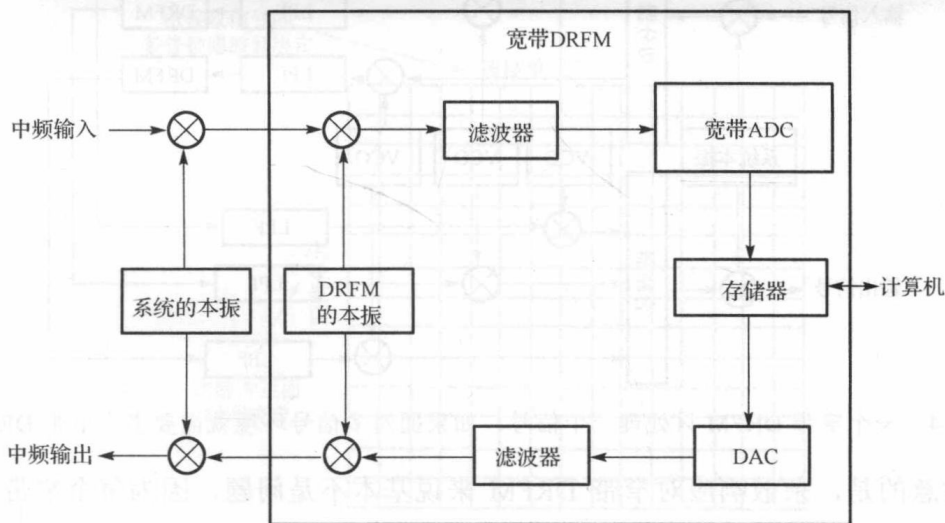 宽带DRFM
中频输入
滤波器
宽带ADC
系统的本振
DRFM
的本振
存储器
计算机
中频输出
滤波器
DAC